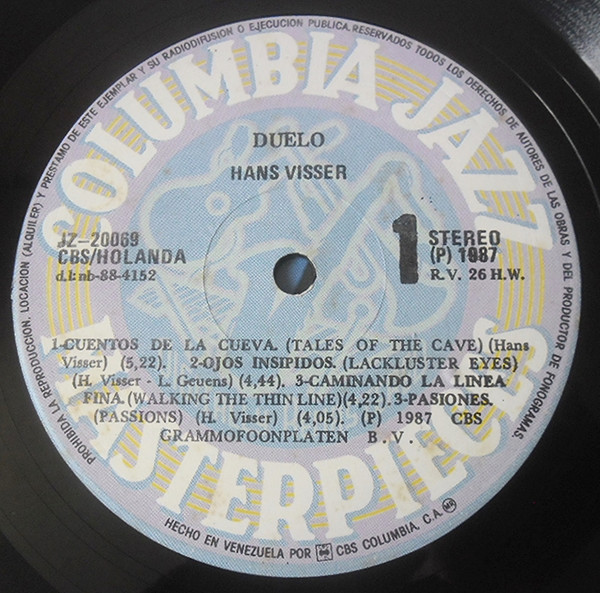 PROHIBIDA LA REPRODUCCION. LOCACION (ALQUILER) Y PRESTAMO DE ESTE EJEMPLAR Y SU RADIODIFUSION O EJECUCION PUBLICA. RESERVADOS TODOS LOS DERECHOS DE AUTORES DE LAS OBRAS Y DEL PRODUCTOR DE FONOGRAMAS.
COLUMBIA JAZZ
DUELO
HANS VISSER
JZ-20069
CBS/HOLANDA
d.l: nb-88-4152
1
STEREO
(P) 1987
R.V. 26 H.W.
1-CUENTOS DE LA CUEVA. (TALES OF THE CAVE) (Hans
Visser) (5,22). 2-OJOS INSIPIDOS. (LACKLUSTER EYES)
(H. Visser - L. Geuens) (4,44). 3-CAMINANDO LA LINEA
FINA. (WALKING THE THIN LINE)(4,22). 3-PASIONES.
(PASSIONS) (H. Visser) (4,05). (P) 1987 CBS
GRAMMOFOONPLATEN B.V.
MASTERPIECES
HECHO EN VENEZUELA POR CBS COLUMBIA, C.A. MR